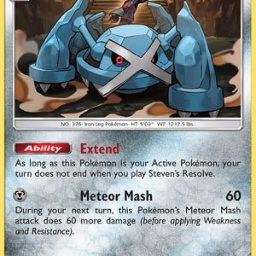 NO. 376 Iron Leg Pokémon HT: 5'03" WT: 1212.5 lbs.
Ability Extend
As long as this Pokémon is your Active Pokémon, your
turn does not end when you play Steven's Resolve.
Meteor Mash 60
During your next turn, this Pokémon's Meteor Mash
attack does 60 more damage (before applying Weakness
and Resistance).